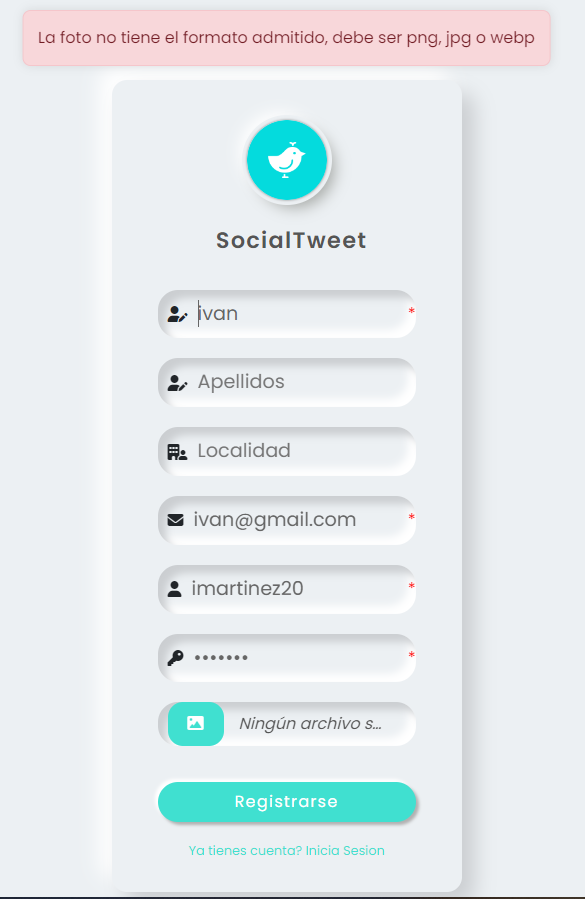 La foto no tiene el formato admitido, debe ser png, jpg o webp
SocialTweet
ivan *
Apellidos
Localidad
ivan@gmail.com *
imartinez20 *
••••••• *
Ningún archivo s...
Registrarse
Ya tienes cuenta? Inicia Sesion